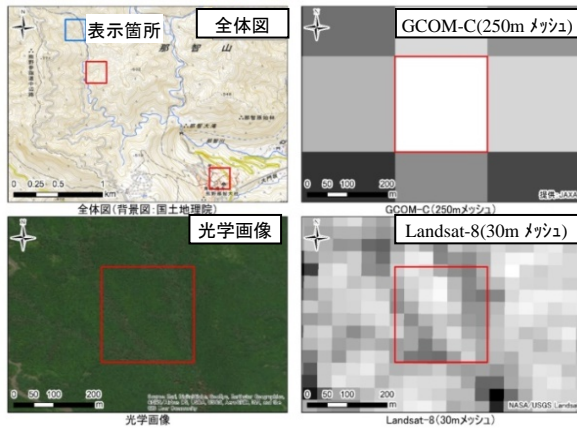 全体図
表示箇所
那智山
0 0.25 0.5 1
km
全体図(背景図:国土地理院)
GCOM-C(250m メッシュ)
0 50 100 200
m
提供:JAXA
GCOM-C(250mメッシュ)
光学画像
0 50 100 200
m
光学画像
Landsat-8(30m メッシュ)
0 50 100 200
m
NASA, USGS Landsat
Landsat-8(30mメッシュ)